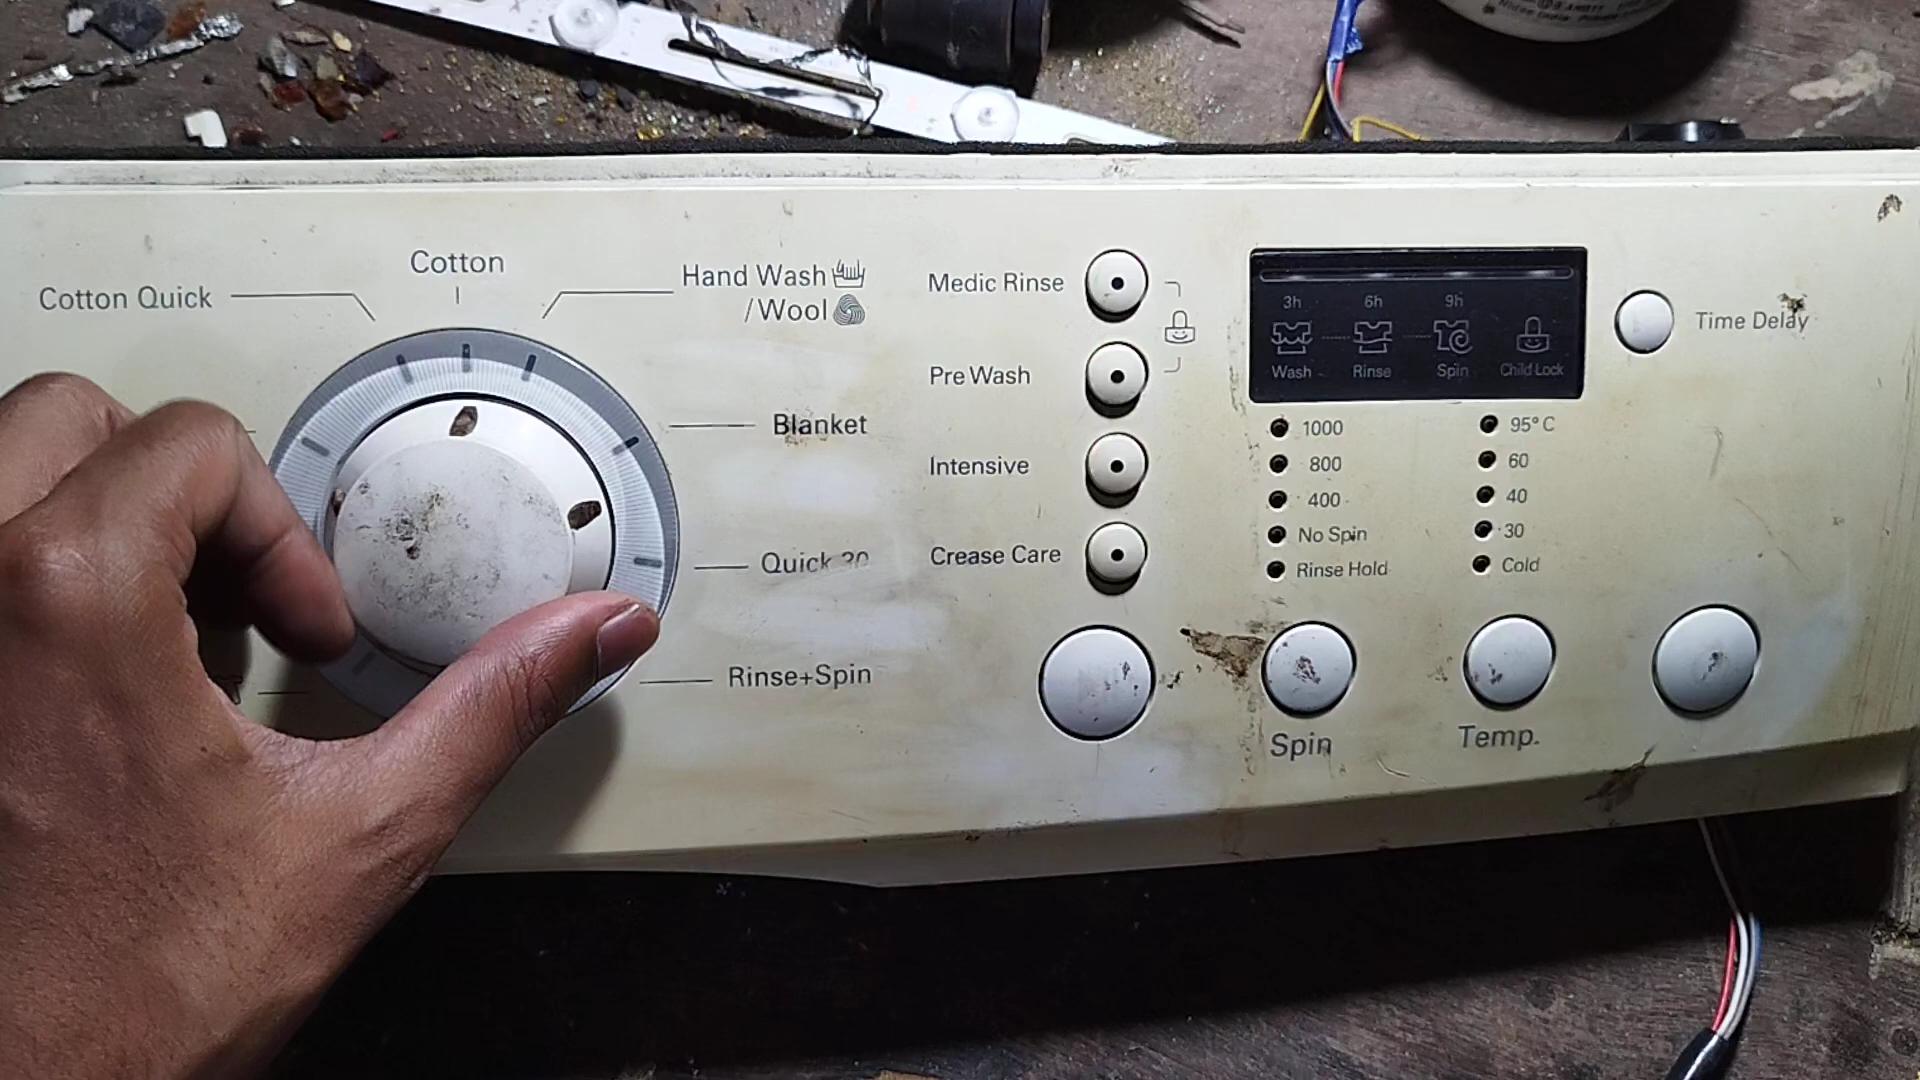 Cotton
Cotton Quick
Hand Wash
/Wool
Blanket
Quick 30
Rinse+Spin
Medic Rinse
Pre Wash
Intensive
Crease Care
3h 6h 9h
Wash Rinse Spin Child Lock
Time Delay
1000 95°C
800 60
400 40
No Spin 30
Rinse Hold Cold
Spin
Temp.